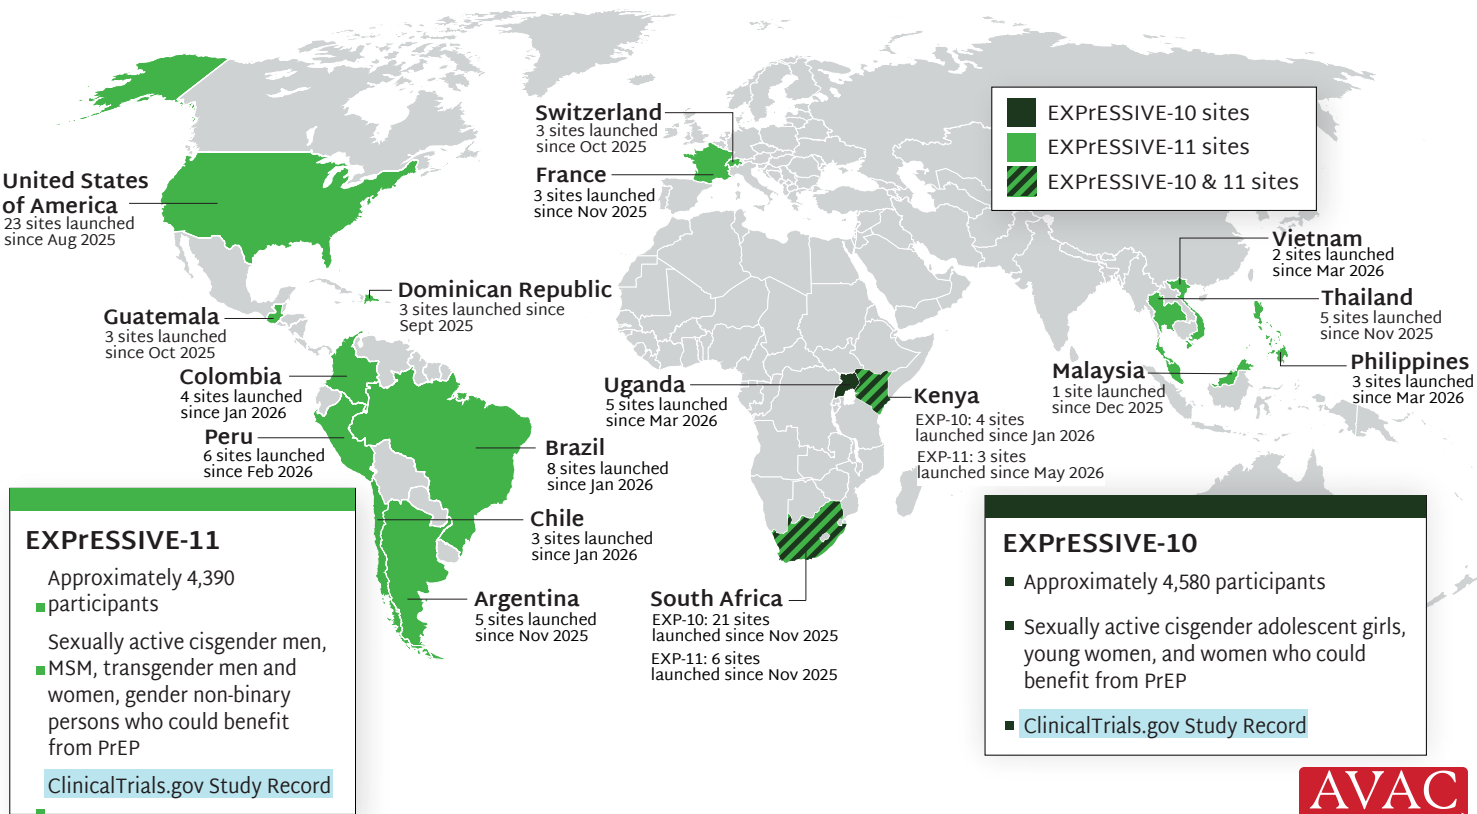 Switzerland
3 sites launched
since Oct 2025
France
3 sites launched
since Nov 2025
EXPrESSIVE-10 sites
EXPrESSIVE-11 sites
EXPrESSIVE-10 & 11 sites
United States
of America
23 sites launched
since Aug 2025
Vietnam
2 sites launched
since Mar 2026
Dominican Republic
3 sites launched since
Sept 2025
Thailand
5 sites launched
since Nov 2025
Guatemala
3 sites launched
since Oct 2025
Philippines
3 sites launched
since Mar 2026
Malaysia
1 site launched
since Dec 2025
Colombia
4 sites launched
since Jan 2026
Uganda
5 sites launched
since Mar 2026
Kenya
EXP-10: 4 sites
launched since Jan 2026
EXP-11: 3 sites
launched since May 2026
Peru
6 sites launched
since Feb 2026
Brazil
8 sites launched
since Jan 2026
Chile
3 sites launched
since Jan 2026
Argentina
5 sites launched
since Nov 2025
South Africa
EXP-10: 21 sites
launched since Nov 2025
EXP-11: 6 sites
launched since Nov 2025
EXPrESSIVE-11
Approximately 4,390
participants
Sexually active cisgender men,
MSM, transgender men and
women, gender non-binary
persons who could benefit
from PrEP
ClinicalTrials.gov Study Record
EXPrESSIVE-10
Approximately 4,580 participants
Sexually active cisgender adolescent girls,
young women, and women who could
benefit from PrEP
ClinicalTrials.gov Study Record
AVAC